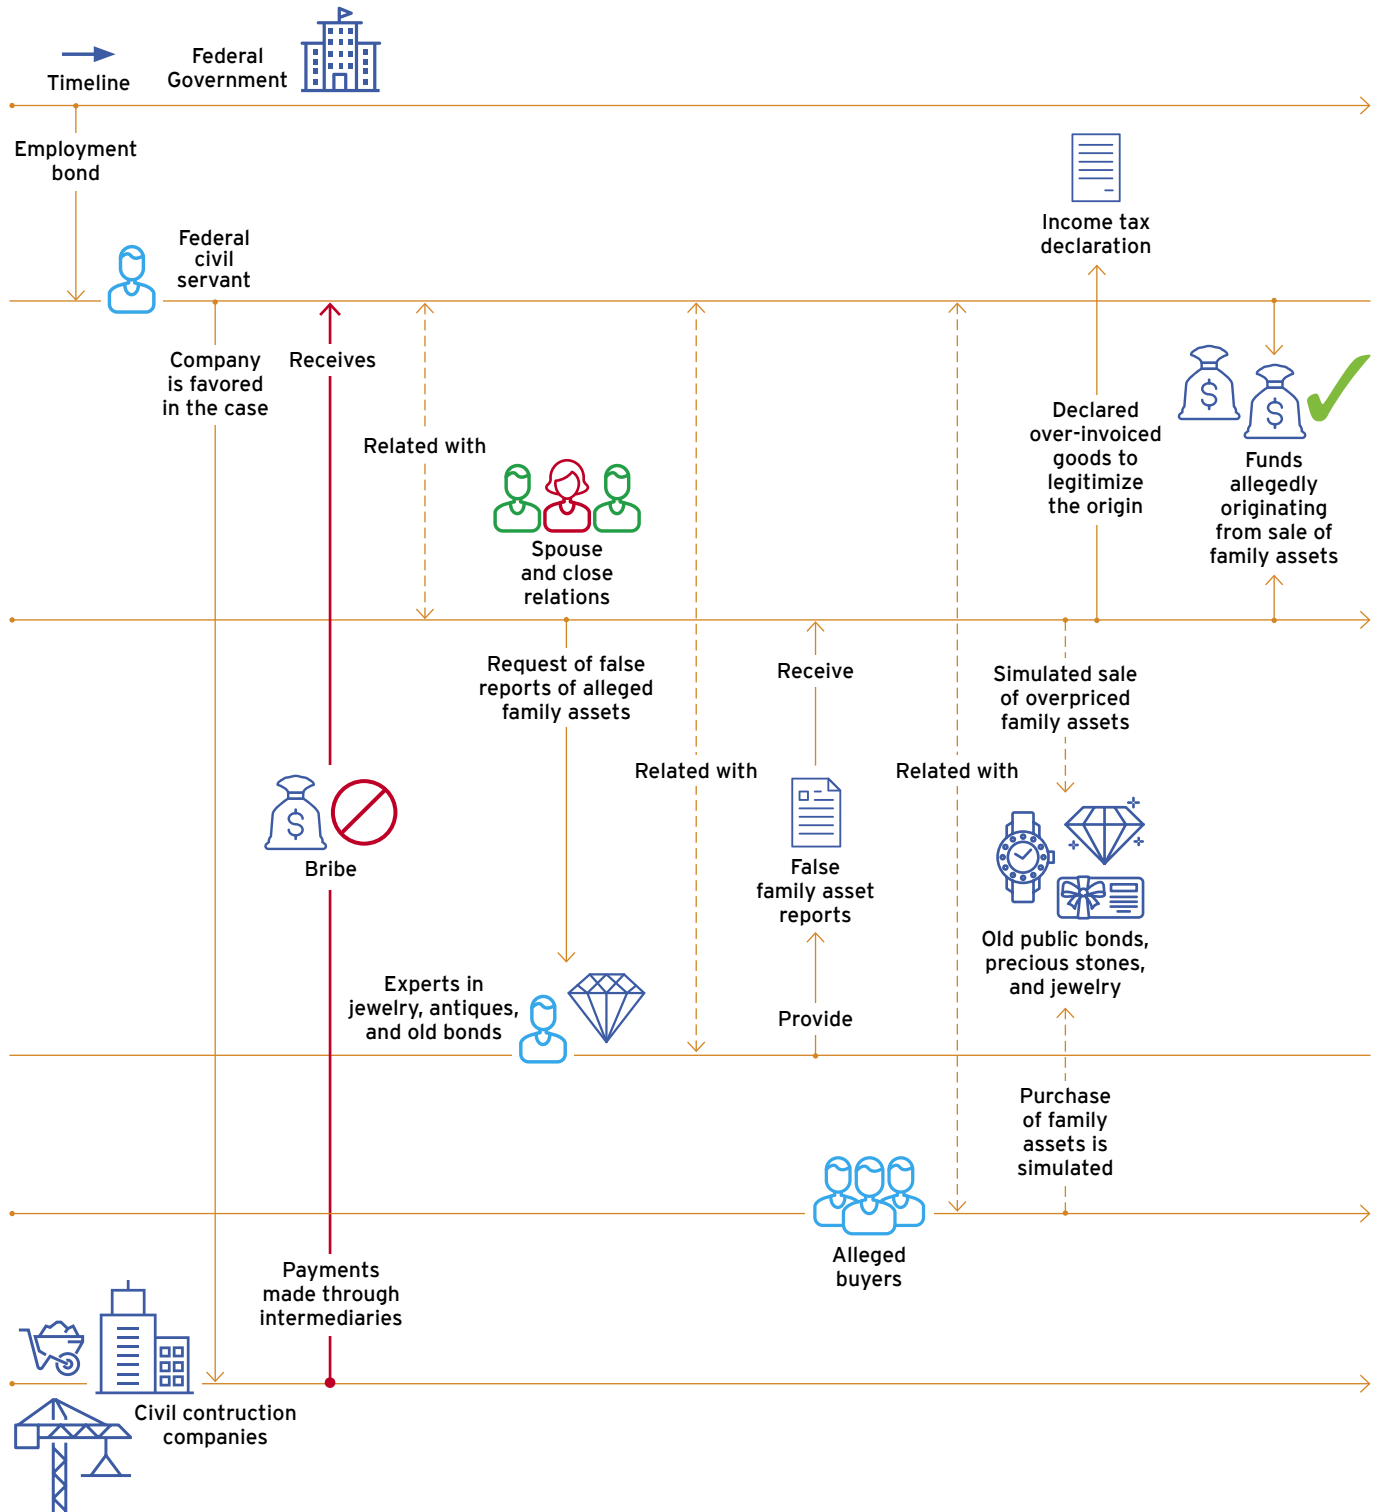 Timeline
Federal
Government
Employment
bond
Income tax
declaration
Federal
civil
servant
Company
is favored
in the case
Receives
Related with
Declared
over-invoiced
goods to
legitimize
the origin
$
$
Funds
allegedly
originating
from sale of
family assets
Spouse
and close
relations
Request of false
reports of alleged
family assets
Receive
Simulated sale
of overpriced
family assets
Related with
Related with
$
Bribe
False
family asset
reports
Old public bonds,
precious stones,
and jewelry
Experts in
jewelry, antiques,
and old bonds
Provide
Purchase
of family
assets is
simulated
Alleged
buyers
Payments
made through
intermediaries
Civil contruction
companies